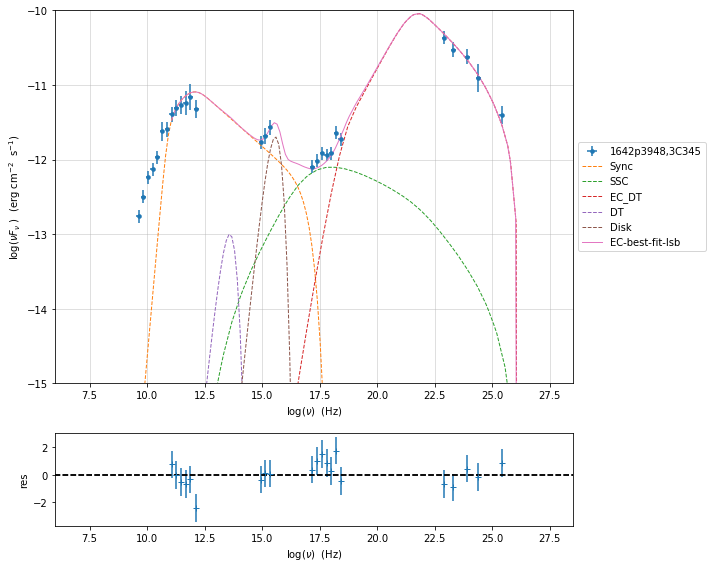 −10
−11
−12
−13
−14
−15
log(νFν ) (erg cm−2 s−1)
7.5 10.0 12.5 15.0 17.5 20.0 22.5 25.0 27.5
log(ν) (Hz)
1642p3948,3C345
Sync
SSC
EC_DT
DT
Disk
EC-best-fit-lsb
2
0
−2
res
7.5 10.0 12.5 15.0 17.5 20.0 22.5 25.0 27.5
log(ν) (Hz)